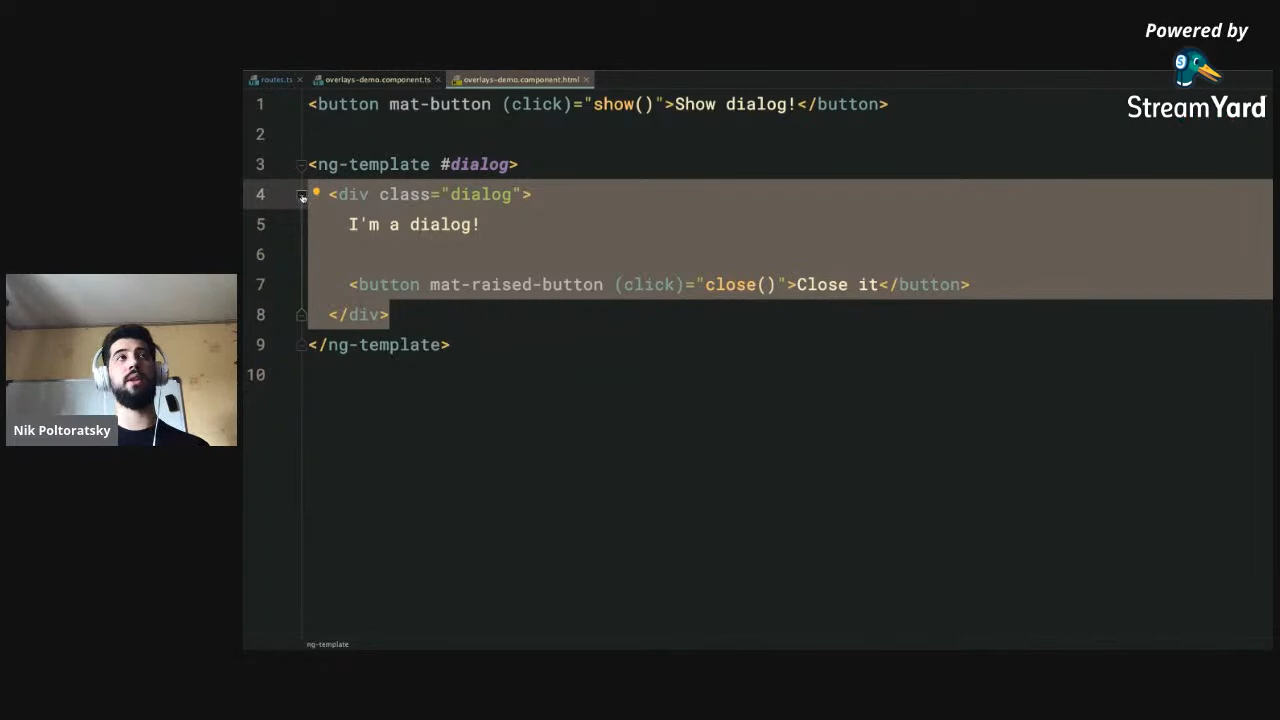 Powered by
StreamYard
routes.ts
overlays-demo.component.ts
overlays-demo.component.html
1 <button mat-button (click)="show()">Show dialog!</button>
2
3 <ng-template #dialog>
4 <div class="dialog">
5 I'm a dialog!
6
7 <button mat-raised-button (click)="close()">Close it</button>
8 </div>
9 </ng-template>
10
Nik Poltoratsky
ng-template